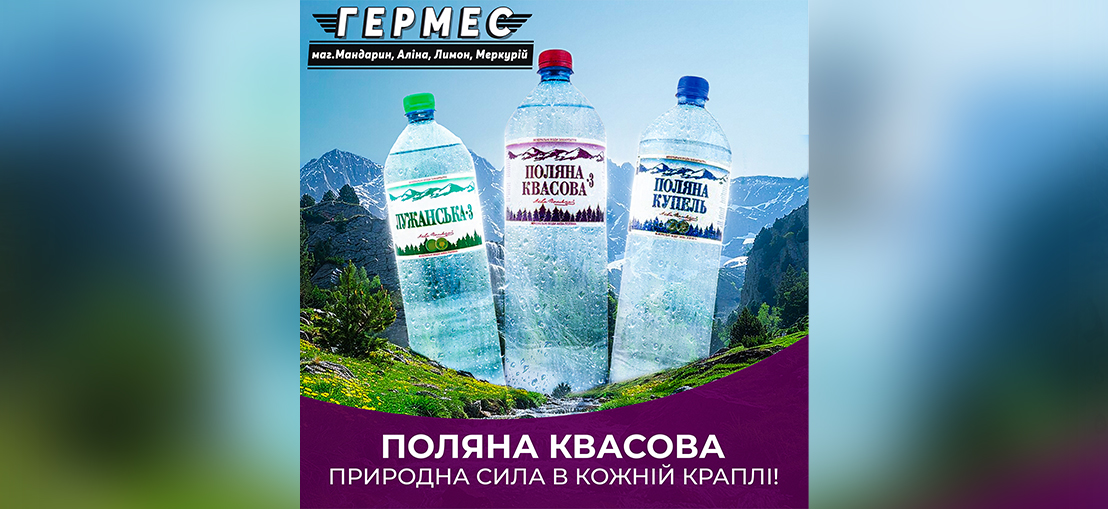 ГЕРМЕС
маг.Мандарин, Аліна, Лимон, Меркурій
ЛУЖАНСЬКА-3
ПОЛЯНА
КВАСОВА-3
ПОЛЯНА
КУПЕЛЬ
ПОЛЯНА КВАСОВА
ПРИРОДНА СИЛА В КОЖНІЙ КРАПЛІ!